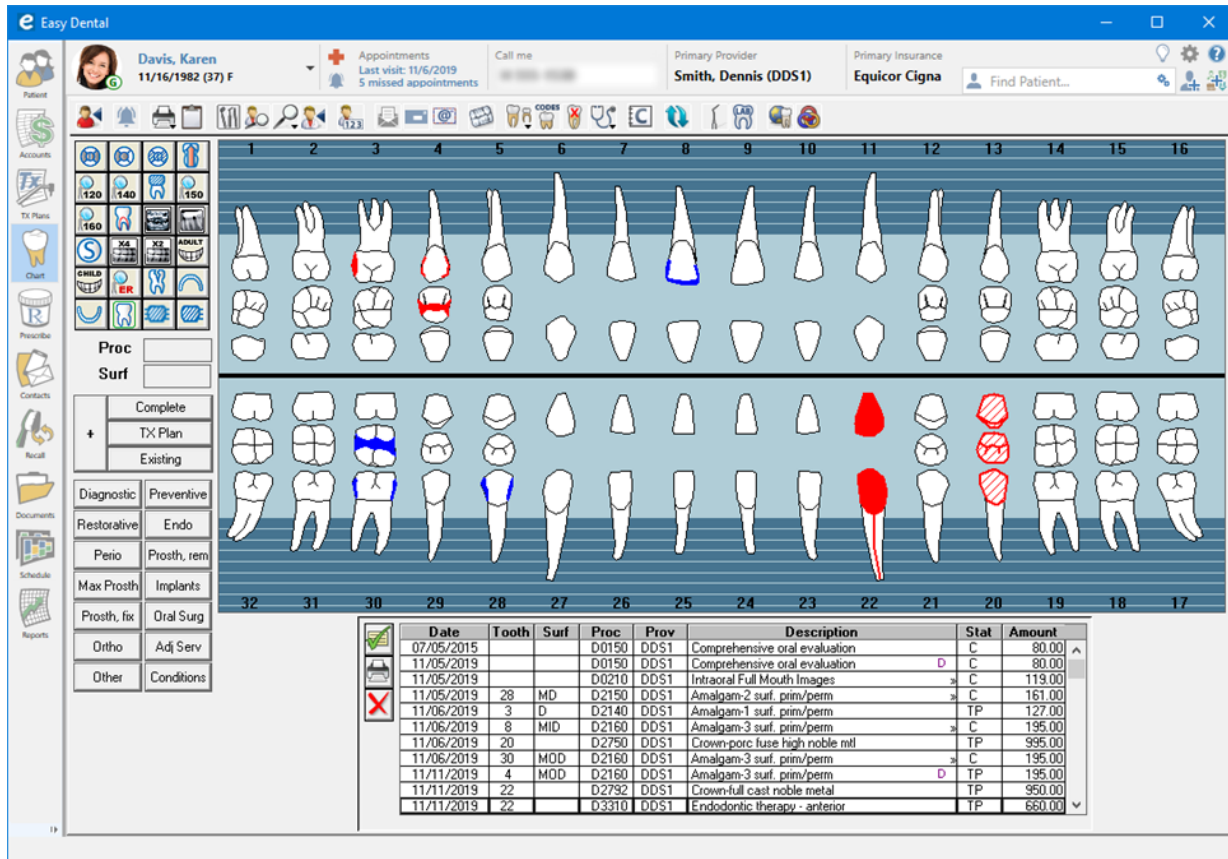 e Easy Dental
Patient
Accounts
TX Plans
Chart
Prescribe
Contacts
Recall
Documents
Schedule
Reports
Davis, Karen
11/16/1982 (37) F
G
Appointments
Last visit: 11/6/2019
5 missed appointments
Call me
Primary Provider
Smith, Dennis (DDS1)
Primary Insurance
Equicor Cigna
Find Patient...
123
@
CODES
C
LAB
120
140
150
160
S
X4
X2
ADULT
CHILD
ER
Proc
Surf
+
Complete
TX Plan
Existing
Diagnostic Preventive
Restorative Endo
Perio Prosth, rem
Max Prosth Implants
Prosth, fix Oral Surg
Ortho Adj Serv
Other Conditions
1 2 3 4 5 6 7 8 9 10 11 12 13 14 15 16
32 31 30 29 28 27 26 25 24 23 22 21 20 19 18 17
Date Tooth Surf Proc Prov Description Stat Amount
07/05/2015 D0150 DDS1 Comprehensive oral evaluation C 80.00
11/05/2019 D0150 DDS1 Comprehensive oral evaluation D C 80.00
11/05/2019 D0210 DDS1 Intraoral Full Mouth Images » C 119.00
11/05/2019 28 MD D2150 DDS1 Amalgam-2 surf. prim/perm » C 161.00
11/06/2019 3 D D2140 DDS1 Amalgam-1 surf. prim/perm TP 127.00
11/06/2019 8 MID D2160 DDS1 Amalgam-3 surf. prim/perm » C 195.00
11/06/2019 20 D2750 DDS1 Crown-porc fuse high noble mtl TP 995.00
11/06/2019 30 MOD D2160 DDS1 Amalgam-3 surf. prim/perm » C 195.00
11/11/2019 4 MOD D2160 DDS1 Amalgam-3 surf. prim/perm D TP 195.00
11/11/2019 22 D2792 DDS1 Crown-full cast noble metal TP 950.00
11/11/2019 22 D3310 DDS1 Endodontic therapy - anterior TP 660.00